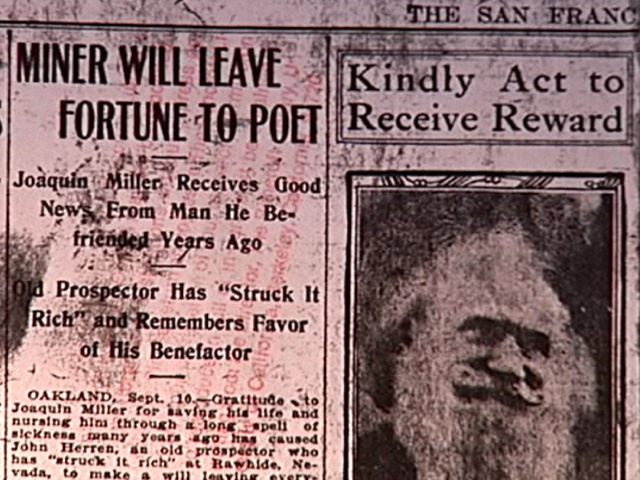 THE SAN FRANC
MINER WILL LEAVE
FORTUNE TO POET
Joaquin Miller Receives Good
News From Man He Be-
friended Years Ago
Old Prospector Has "Struck It
Rich" and Remembers Favor
of His Benefactor
OAKLAND, Sept. 10.—Gratitude to
Joaquin Miller for saving his life and
nursing him through a long spell of
sickness many years ago has caused
John Herren, an old prospector who
has "struck it rich" at Rawhide, Ne-
vada, to make a will leaving every-
Kindly Act to
Receive Reward